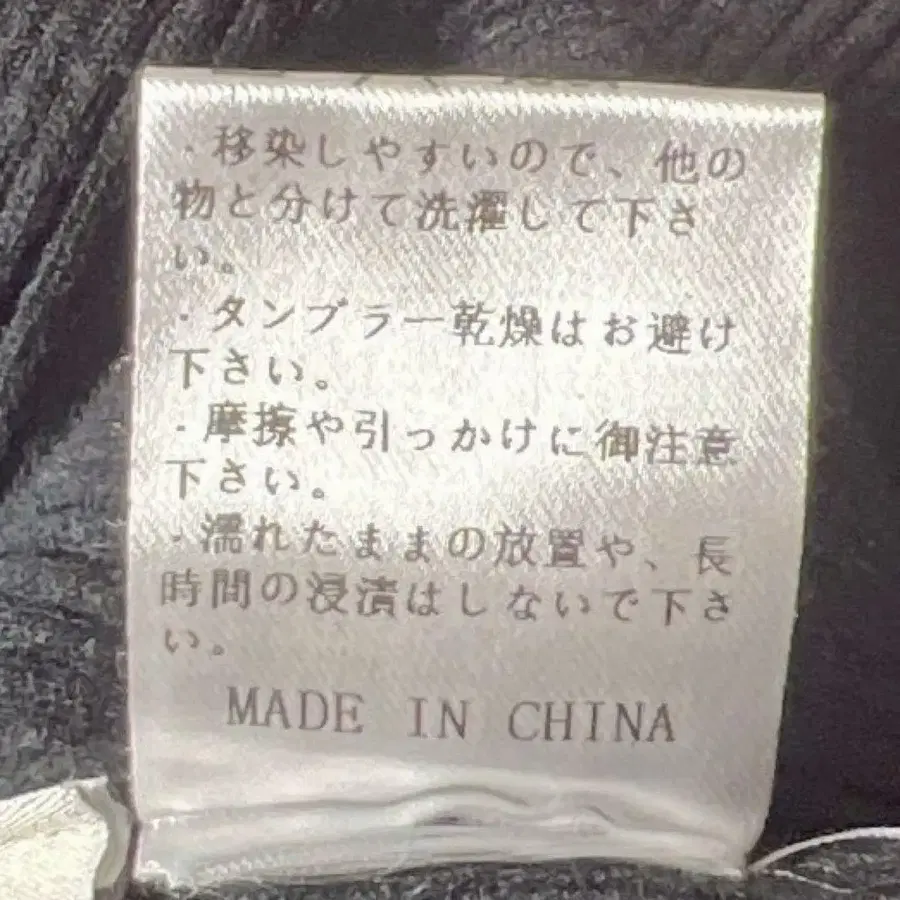 ・移染しやすいので、他の
物と分けて洗濯して下さ
い。
・タンブラー乾燥はお避け
下さい。
・摩擦や引っかけに御注意
下さい。
・濡れたままの放置や、長
時間の浸漬はしないで下さ
い。
MADE IN CHINA